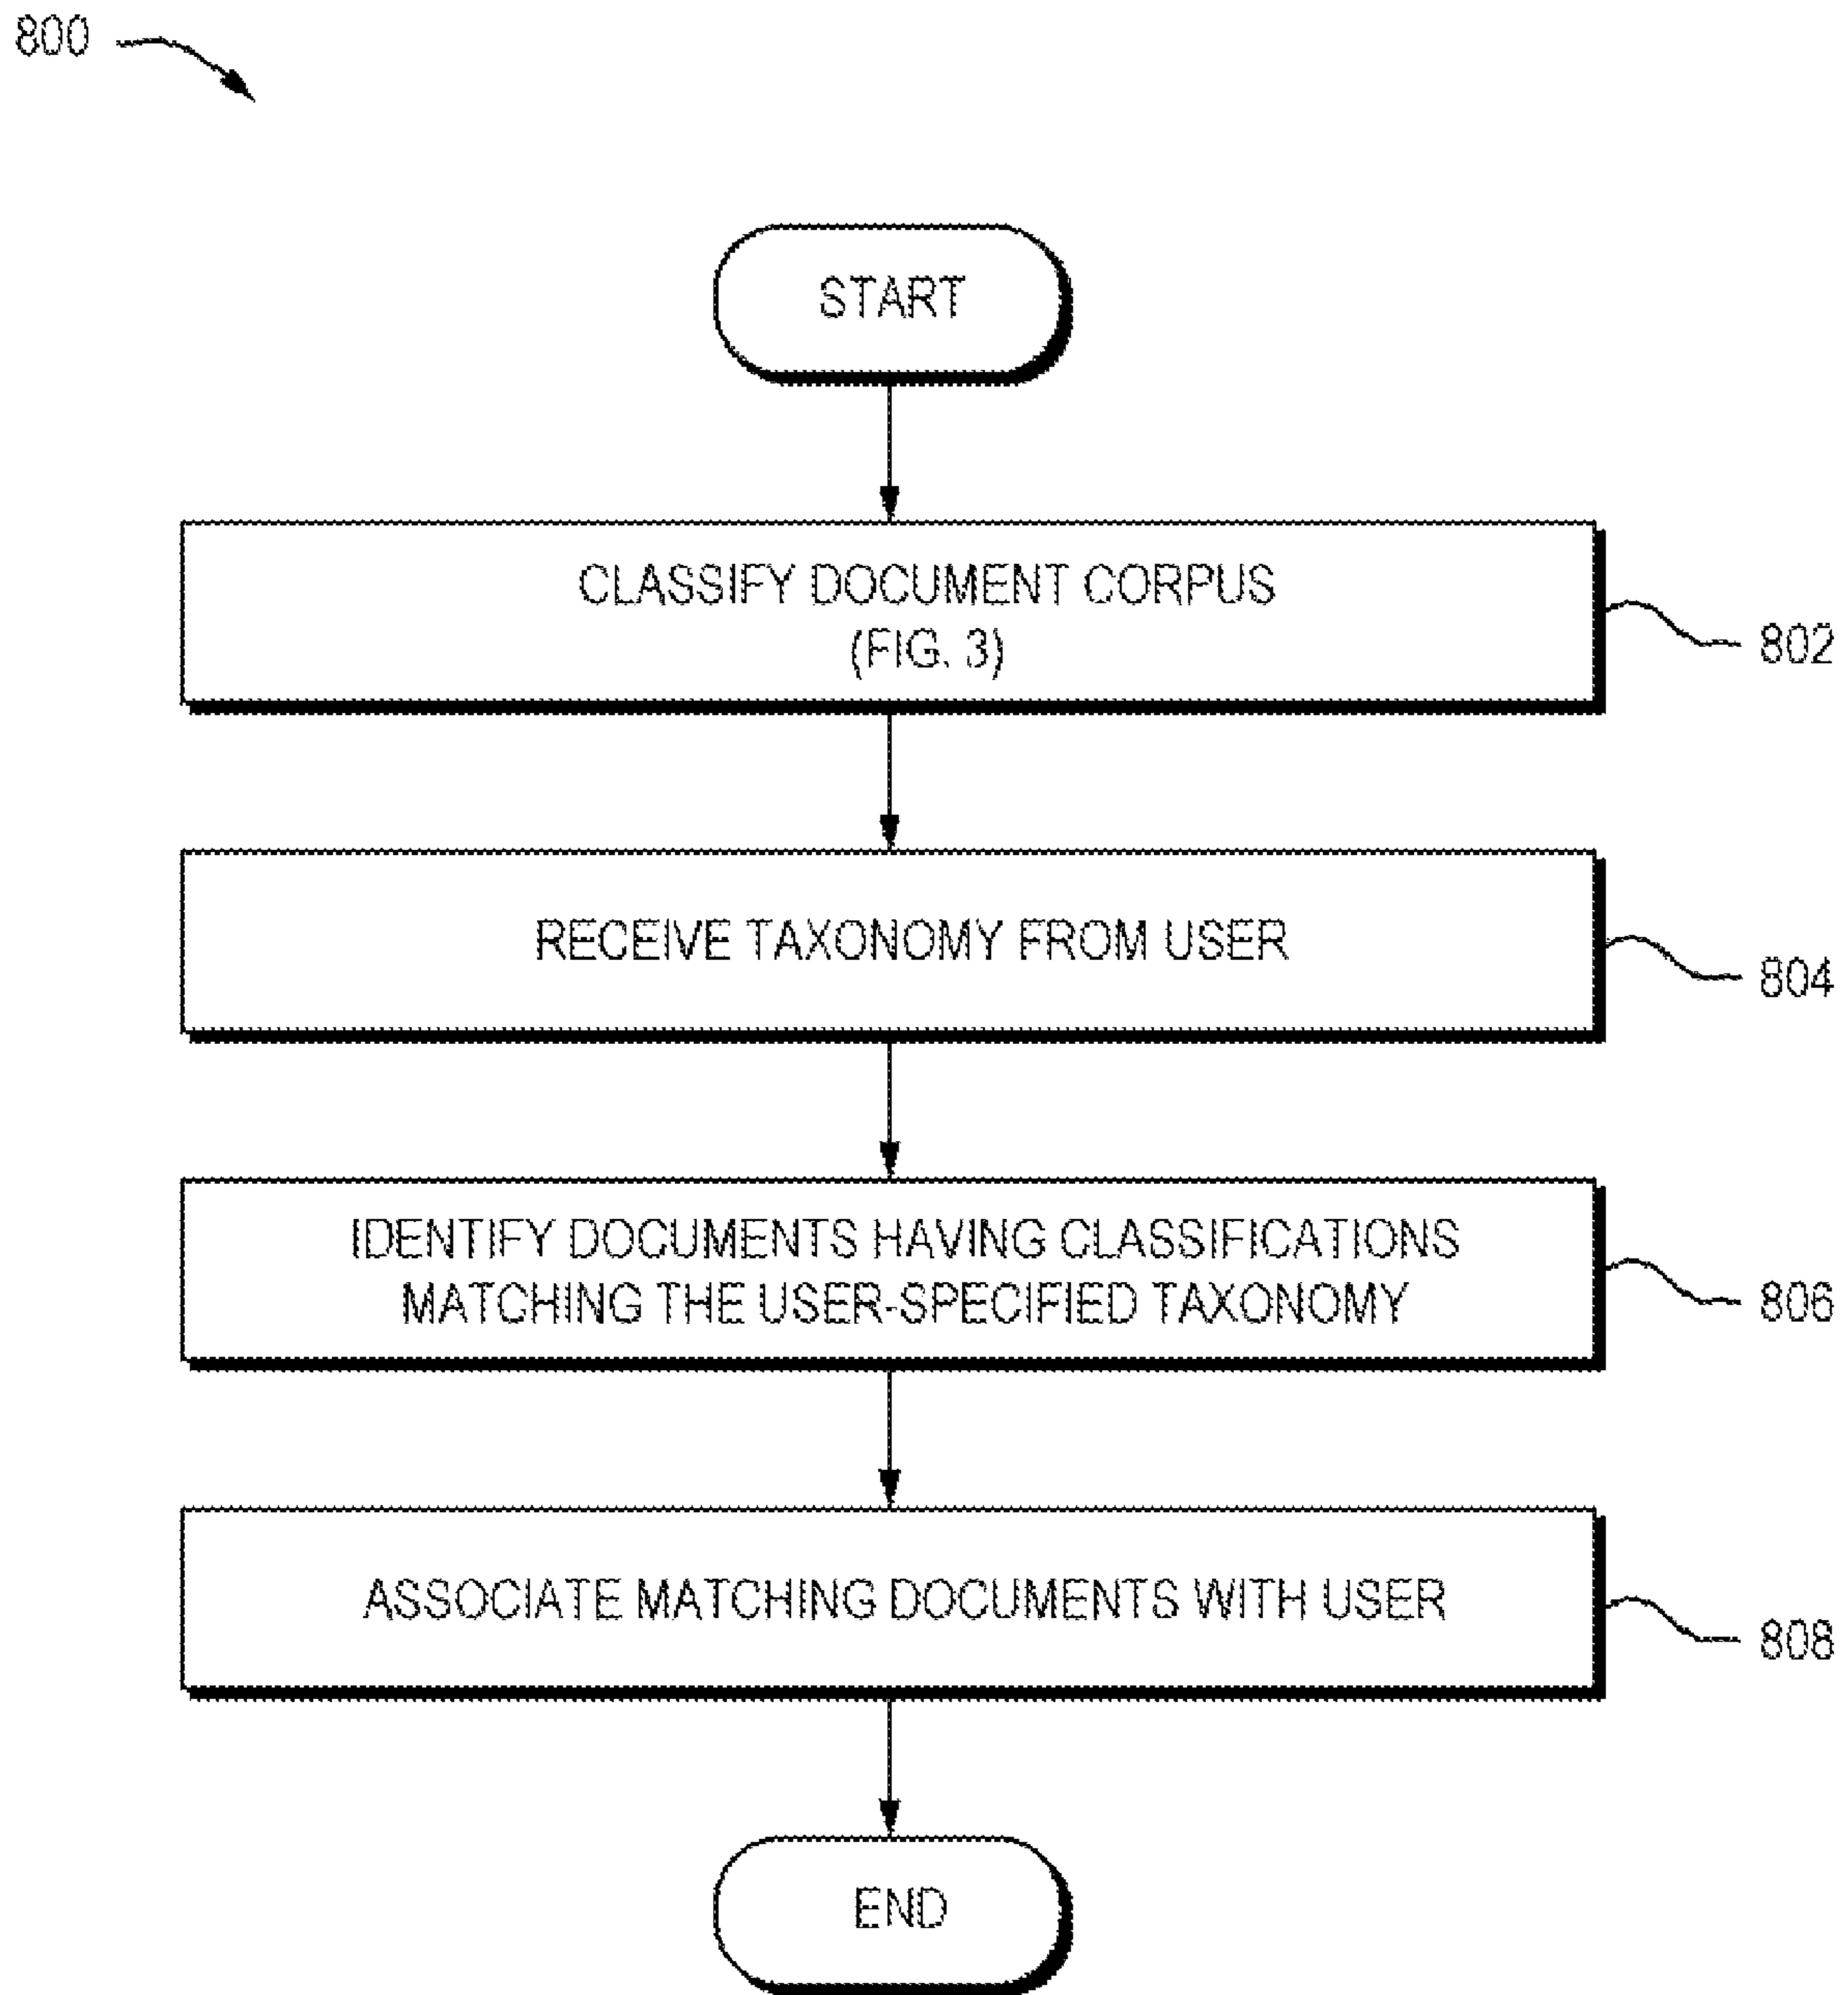 800
START
CLASSIFY DOCUMENT CORPUS
(FIG. 3)
802
RECEIVE TAXONOMY FROM USER
804
IDENTIFY DOCUMENTS HAVING CLASSIFICATIONS
MATCHING THE USER-SPECIFIED TAXONOMY
806
ASSOCIATE MATCHING DOCUMENTS WITH USER
808
END